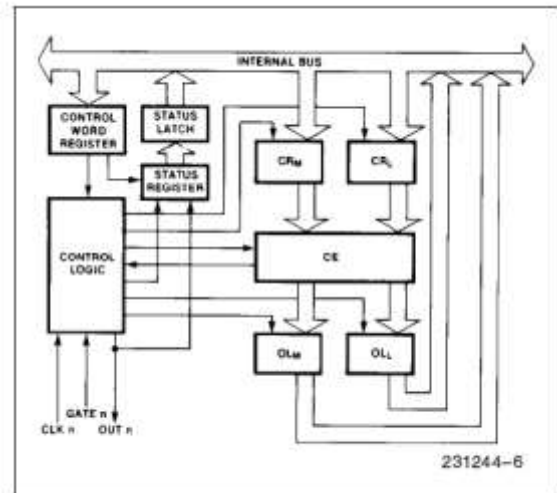 INTERNAL BUS
CONTROL
WORD
REGISTER
STATUS
LATCH
STATUS
REGISTER
CRM
CRL
CONTROL
LOGIC
CE
OLM
OLL
GATE n
CLK n
OUT n
231244–6